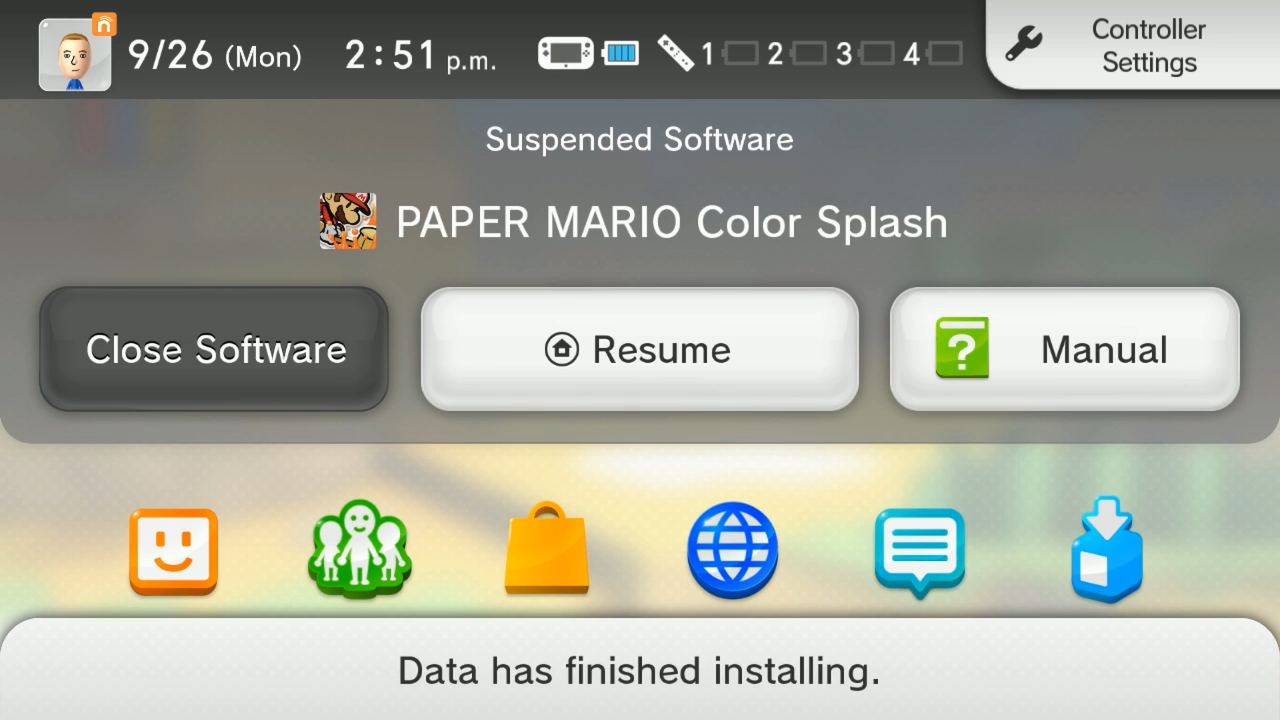 9/26 (Mon) 2:51 p.m. 1 2 3 4
Controller
Settings
Suspended Software
PAPER MARIO Color Splash
Close Software
Resume
? Manual
Data has finished installing.